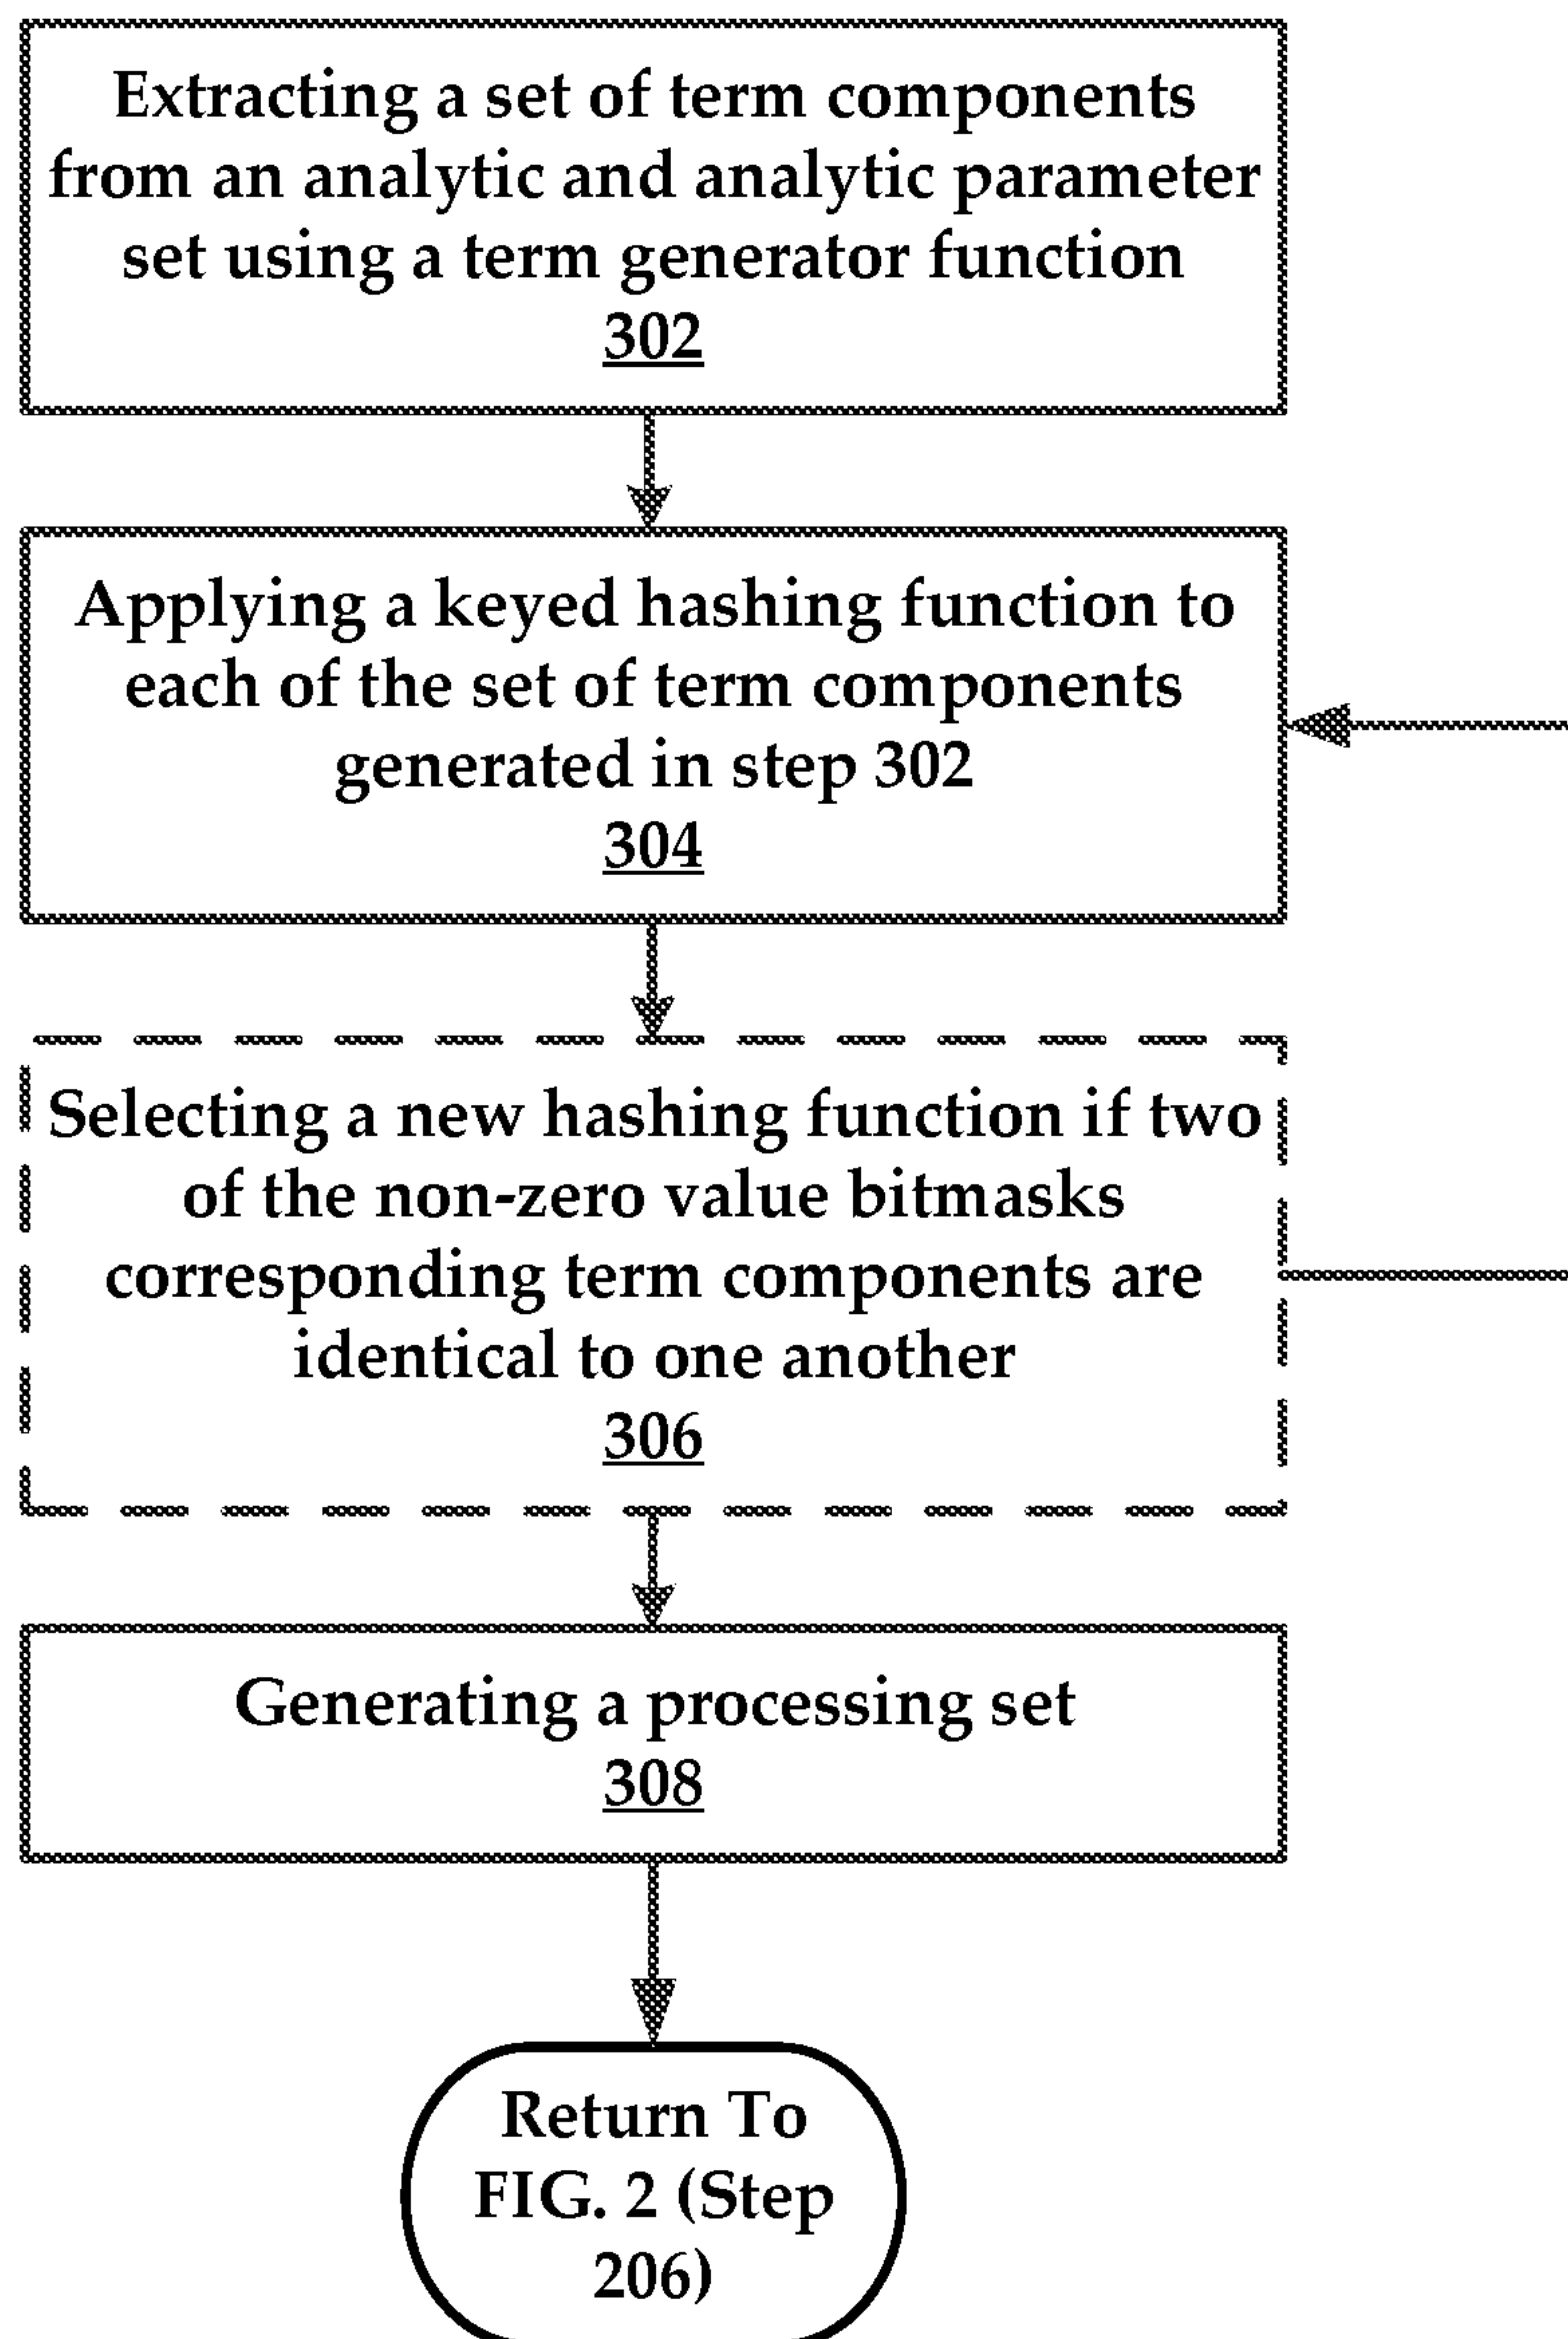 Extracting a set of term components
from an analytic and analytic parameter
set using a term generator function
302
Applying a keyed hashing function to
each of the set of term components
generated in step 302
304
Selecting a new hashing function if two
of the non-zero value bitmasks
corresponding term components are
identical to one another
306
Generating a processing set
308
Return To
FIG. 2 (Step
206)